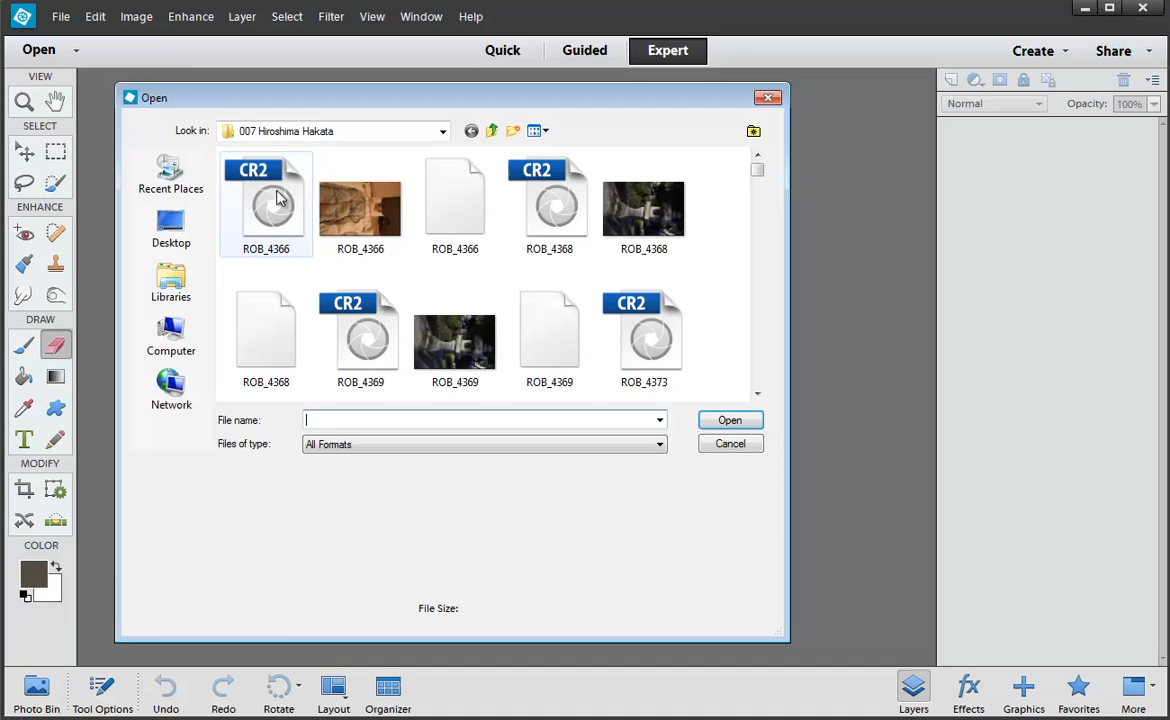 File Edit Image Enhance Layer Select Filter View Window Help
Open Quick Guided Expert Create Share
VIEW
SELECT
ENHANCE
DRAW
MODIFY
COLOR
Normal Opacity: 100%
Open
Look in: 007 Hiroshima Hakata
Recent Places
Desktop
Libraries
Computer
Network
CR2 CR2
ROB_4366 ROB_4366 ROB_4366 ROB_4368 ROB_4368
CR2 CR2
ROB_4368 ROB_4369 ROB_4369 ROB_4369 ROB_4373
File name: Open
Files of type: All Formats Cancel
File Size:
Photo Bin Tool Options Undo Redo Rotate Layout Organizer Layers Effects Graphics Favorites More